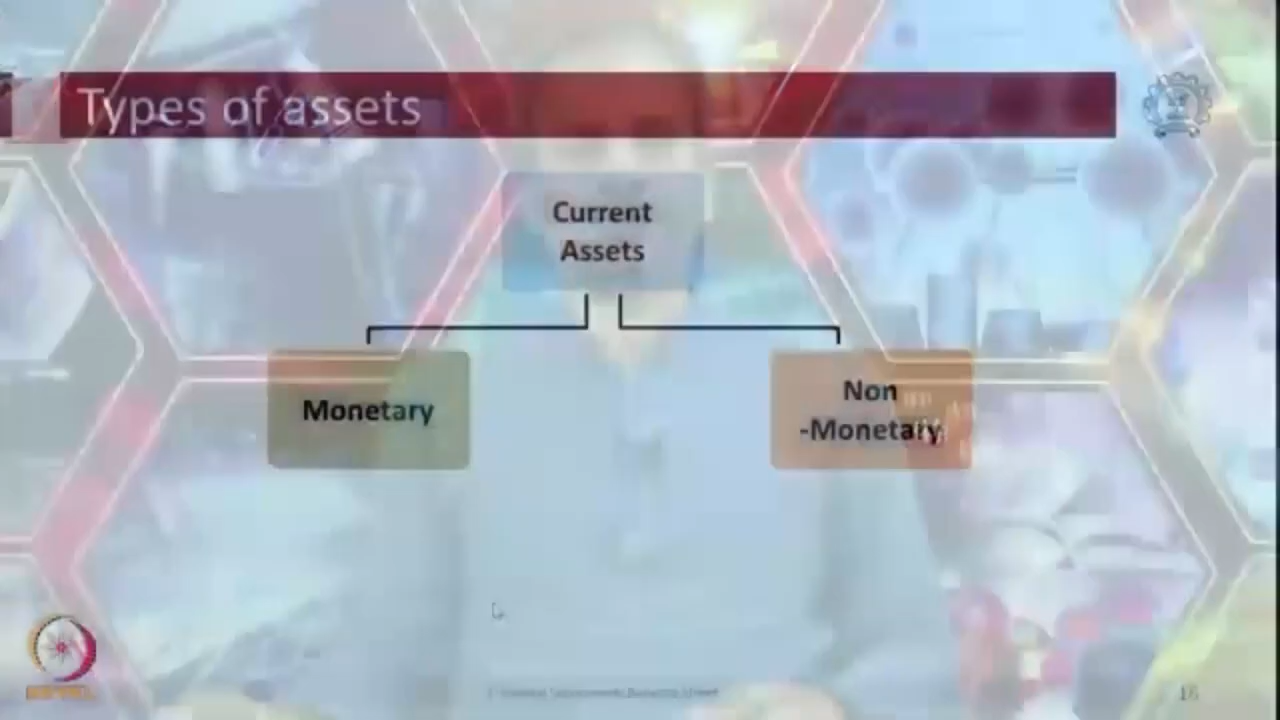 Types of assets
Current
Assets
Monetary
Non
-Monetary